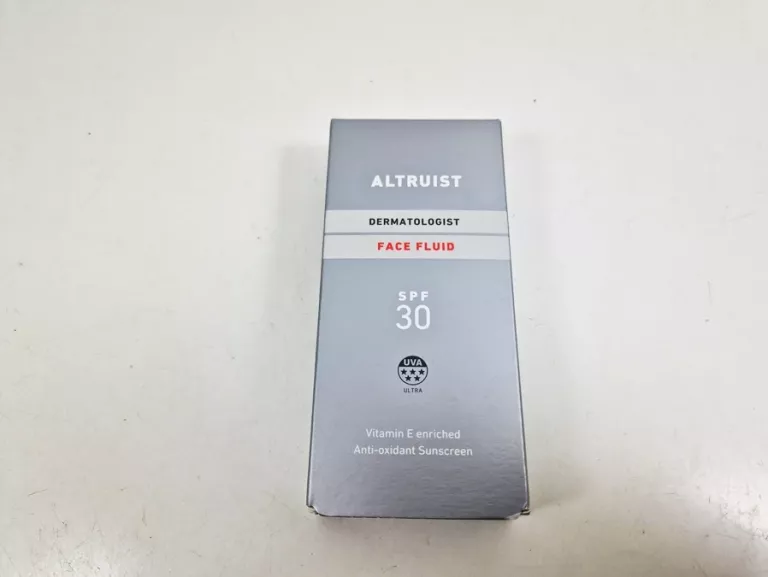 ALTRUIST
DERMATOLOGIST
FACE FLUID
SPF
30
UVA
ULTRA
Vitamin E enriched
Anti-oxidant Sunscreen